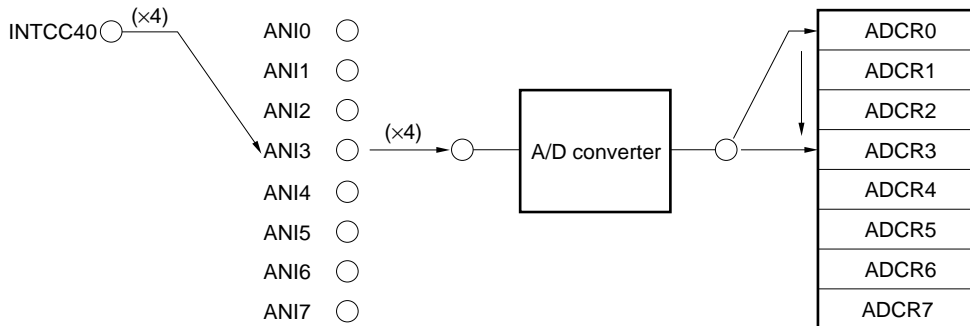 INTCC40 (×4)
ANI0
ANI1
ANI2
ANI3 (×4)
ANI4
ANI5
ANI6
ANI7
A/D converter
ADCR0
ADCR1
ADCR2
ADCR3
ADCR4
ADCR5
ADCR6
ADCR7